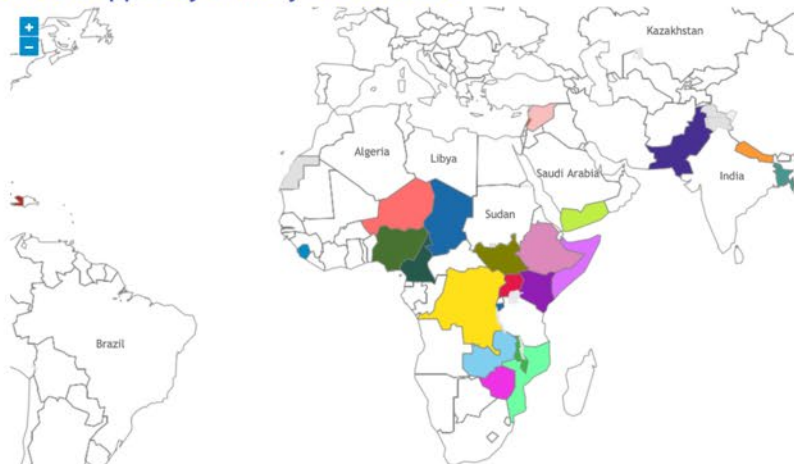 +
−
Kazakhstan
Algeria
Libya
Saudi Arabia
India
Sudan
Brazil